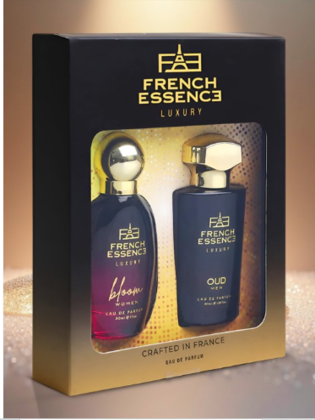 FRENCH
ESSENCE
LUXURY
FRENCH
ESSENCE
LUXURY
bloom
WOMEN
EAU DE PARFUM
FRENCH
ESSENCE
LUXURY
OUD
MEN
EAU DE PARFUM
CRAFTED IN FRANCE
EAU DE PARFUM